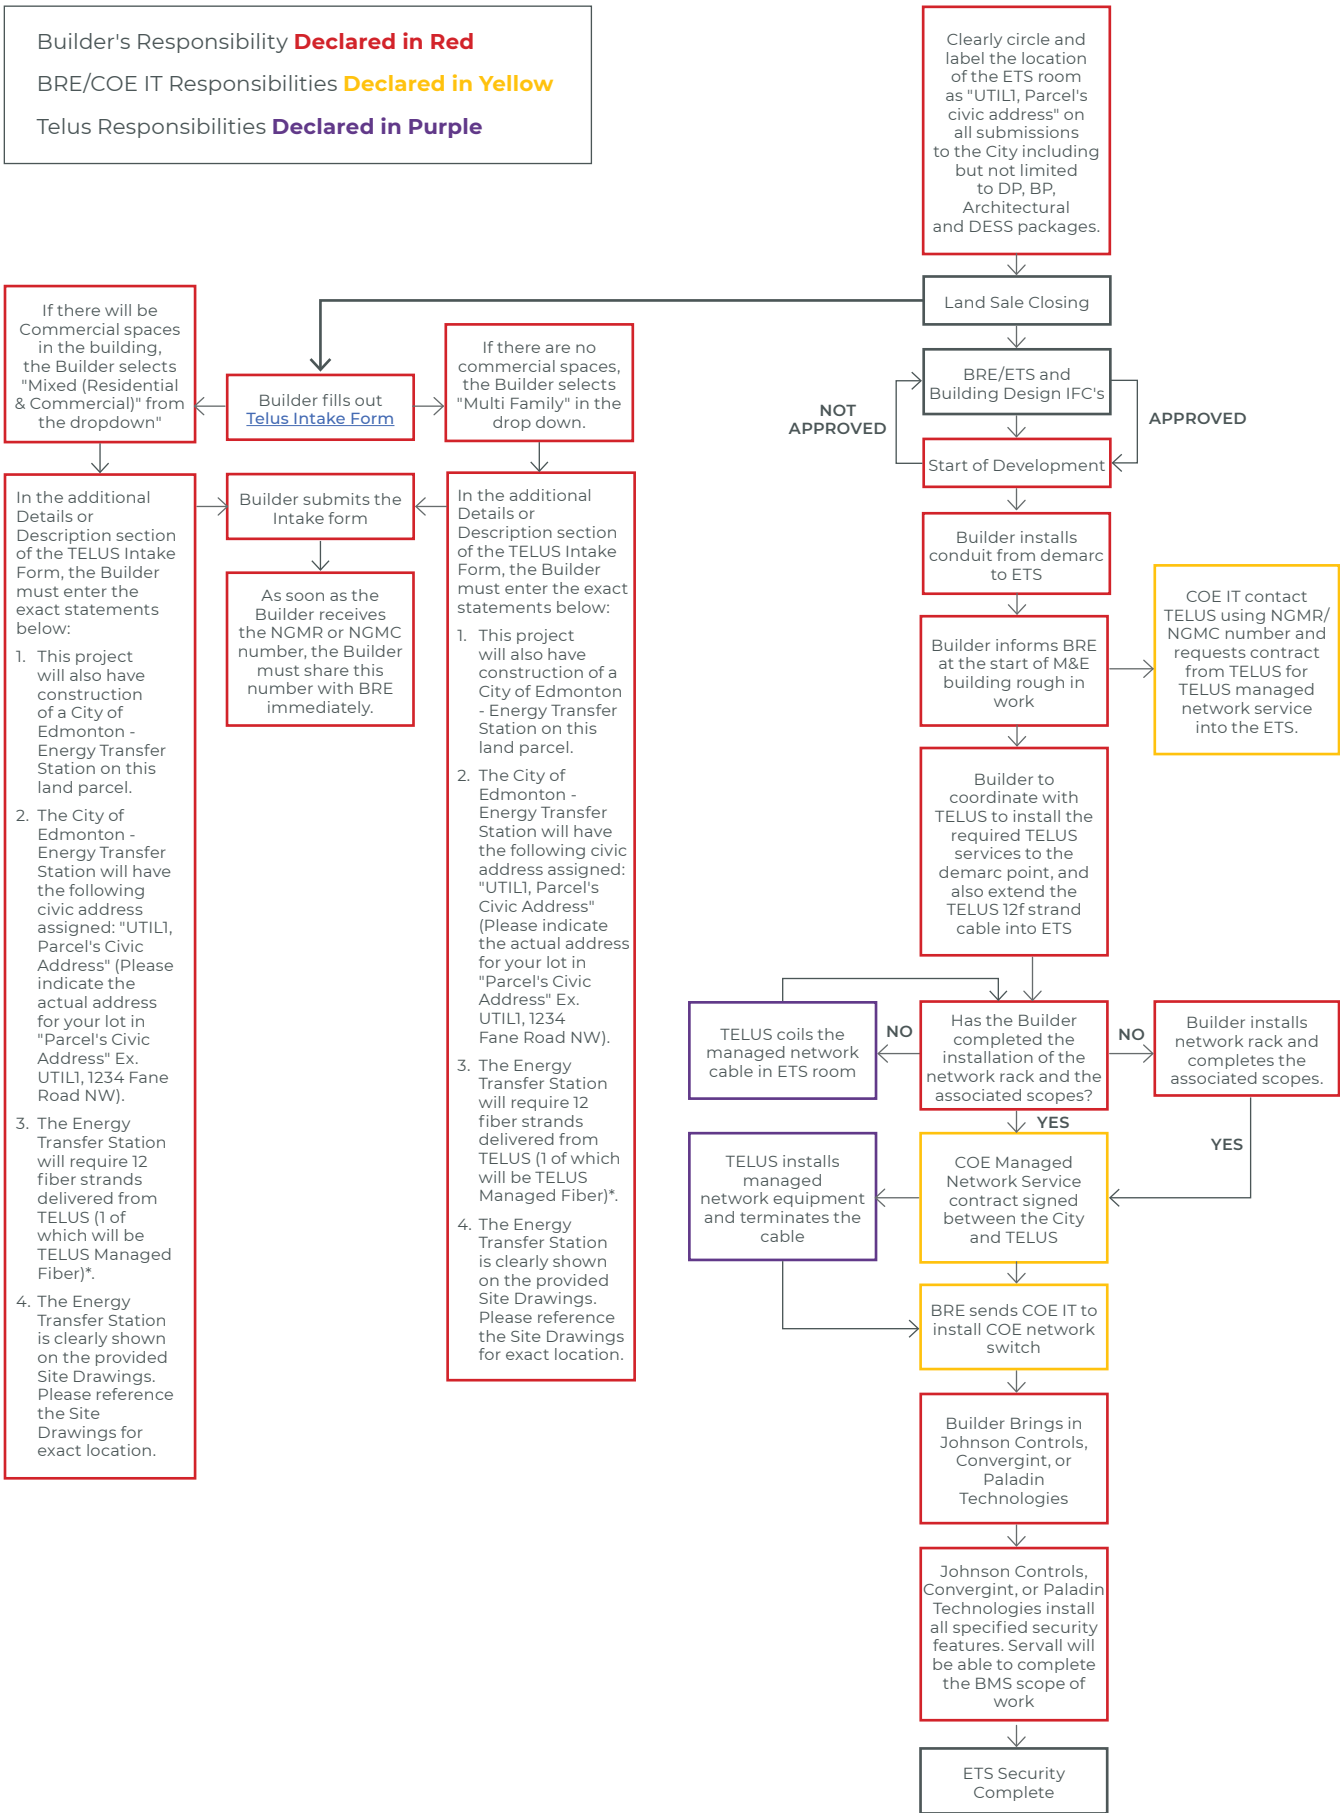 Builder's Responsibility Declared in Red
BRE/COE IT Responsibilities Declared in Yellow
Telus Responsibilities Declared in Purple
Clearly circle and
label the location
of the ETS room
as "UTIL1, Parcel's
civic address" on
all submissions
to the City including
but not limited
to DP, BP,
Architectural
and DESS packages.
Land Sale Closing
If there will be
Commercial spaces
in the building,
the Builder selects
"Mixed (Residential
& Commercial)" from
the dropdown"
Builder fills out
Telus Intake Form
If there are no
commercial spaces,
the Builder selects
"Multi Family" in the
drop down.
BRE/ETS and
Building Design IFC's
NOT
APPROVED
APPROVED
Start of Development
In the additional
Details or
Description section
of the TELUS Intake
Form, the Builder
must enter the
exact statements
below:
1. This project
will also have
construction
of a City of
Edmonton -
Energy Transfer
Station on this
land parcel.
2. The City of
Edmonton -
Energy Transfer
Station will have
the following
civic address
assigned: "UTIL1,
Parcel's Civic
Address" (Please
indicate the
actual address
for your lot in
"Parcel's Civic
Address" Ex.
UTIL1, 1234 Fane
Road NW).
3. The Energy
Transfer Station
will require 12
fiber strands
delivered from
TELUS (1 of
which will be
TELUS Managed
Fiber)*.
4. The Energy
Transfer Station
is clearly shown
on the provided
Site Drawings.
Please reference
the Site
Drawings for
exact location.
Builder submits the
Intake form
As soon as the
Builder receives
the NGMR or NGMC
number, the Builder
must share this
number with BRE
immediately.
In the additional
Details or
Description section
of the TELUS Intake
Form, the Builder
must enter the exact
statements below:
1. This project
will also have
construction of a
City of Edmonton
- Energy Transfer
Station on this
land parcel.
2. The City of
Edmonton -
Energy Transfer
Station will have
the following civic
address assigned:
"UTIL1, Parcel's
Civic Address"
(Please indicate
the actual address
for your lot in
"Parcel's Civic
Address" Ex.
UTIL1, 1234
Fane Road NW).
3. The Energy
Transfer Station
will require 12
fiber strands
delivered from
TELUS (1 of which
will be TELUS
Managed Fiber)*.
4. The Energy
Transfer Station
is clearly shown
on the provided
Site Drawings.
Please reference
the Site Drawings
for exact location.
Builder installs
conduit from demarc
to ETS
Builder informs BRE
at the start of M&E
building rough in
work
COE IT contact
TELUS using NGMR/
NGMC number and
requests contract
from TELUS for
TELUS managed
network service
into the ETS.
Builder to
coordinate with
TELUS to install the
required TELUS
services to the
demarc point, and
also extend the
TELUS 12f strand
cable into ETS
TELUS coils the
managed network
cable in ETS room
NO
Has the Builder
completed the
installation of the
network rack and the
associated scopes?
NO
Builder installs
network rack and
completes the
associated scopes.
YES
YES
TELUS installs
managed
network equipment
and terminates the
cable
COE Managed
Network Service
contract signed
between the City
and TELUS
BRE sends COE IT to
install COE network
switch
Builder Brings in
Johnson Controls,
Convergint, or
Paladin
Technologies
Johnson Controls,
Convergint, or Paladin
Technologies install
all specified security
features. Servall will
be able to complete
the BMS scope of
work
ETS Security
Complete